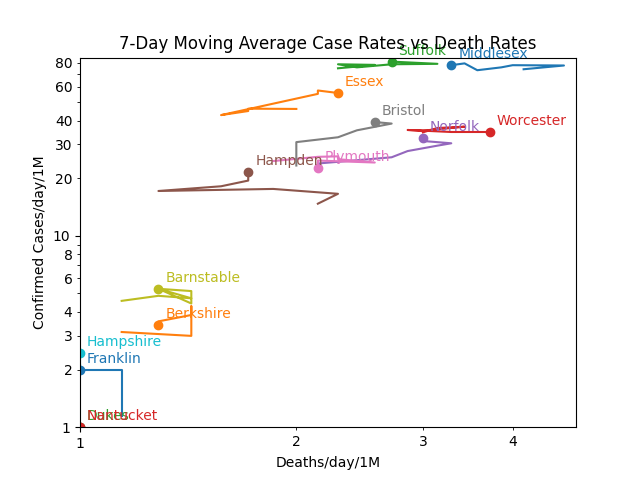 7-Day Moving Average Case Rates vs Death Rates
Suffolk
Middlesex
Essex
Bristol
Norfolk
Worcester
Plymouth
Hampden
Barnstable
Berkshire
Hampshire
Franklin
Nantucket
80
60
40
30
20
10
8
6
4
3
2
1
Confirmed Cases/day/1M
1
2
3
4
Deaths/day/1M